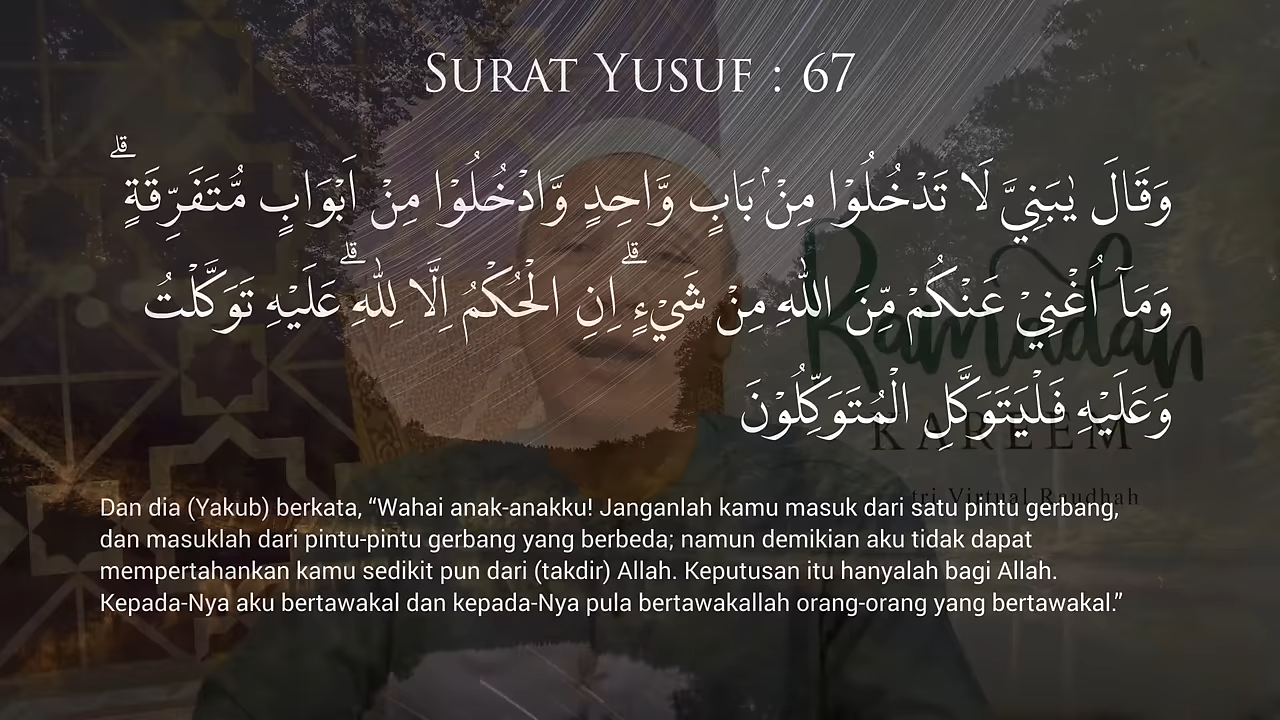 SURAT YUSUF : 67
وَقَالَ يٰبَنِيَّ لَا تَدْخُلُوْا مِنْۢ بَابٍ وَّاحِدٍ وَّادْخُلُوْا مِنْ اَبْوَابٍ مُّتَفَرِّقَةٍۗ
وَمَآ اُغْنِيْ عَنْكُمْ مِّنَ اللّٰهِ مِنْ شَيْءٍۗ اِنِ الْحُكْمُ اِلَّا لِلّٰهِۗ عَلَيْهِ تَوَكَّلْتُ
وَعَلَيْهِ فَلْيَتَوَكَّلِ الْمُتَوَكِّلُوْنَ
Ramadan
KAREEM
tri Virtual Raudhah
Dan dia (Yakub) berkata, “Wahai anak-anakku! Janganlah kamu masuk dari satu pintu gerbang,
dan masuklah dari pintu-pintu gerbang yang berbeda; namun demikian aku tidak dapat
mempertahankan kamu sedikit pun dari (takdir) Allah. Keputusan itu hanyalah bagi Allah.
Kepada-Nya aku bertawakal dan kepada-Nya pula bertawakallah orang-orang yang bertawakal.”